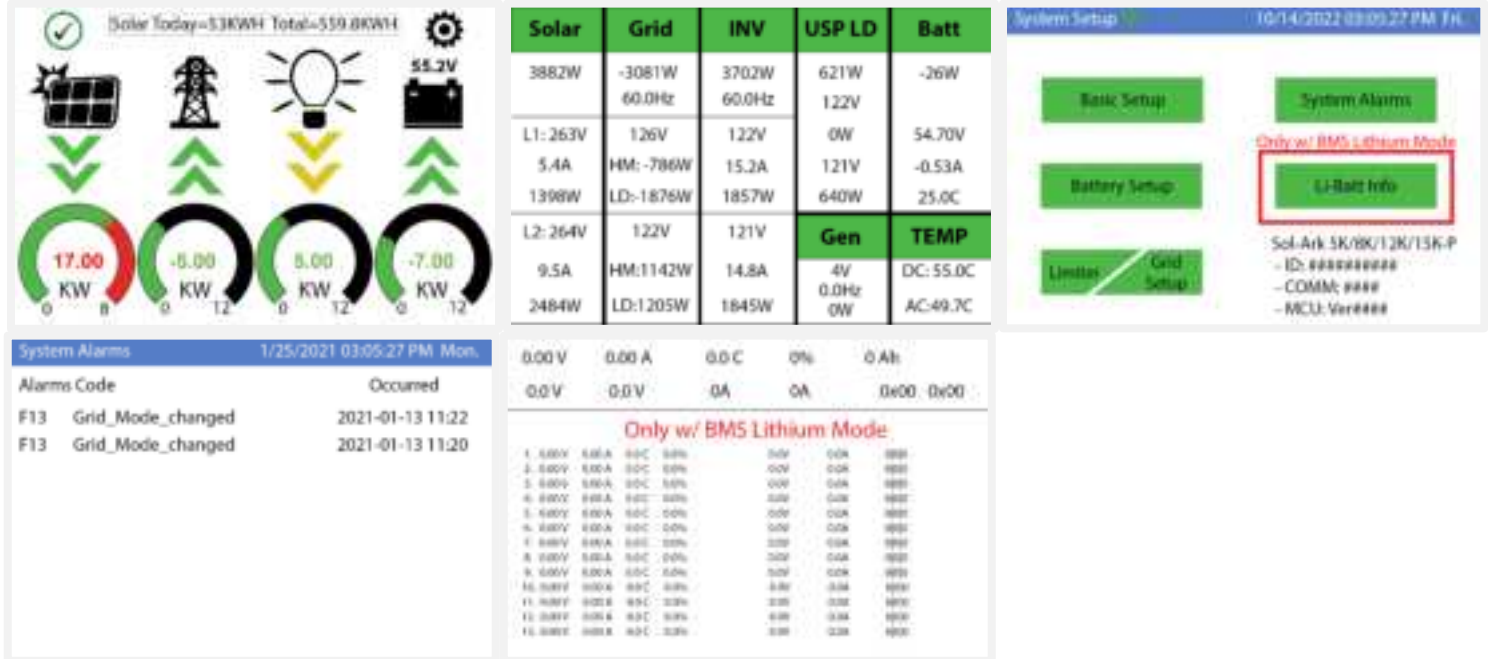 Solar Today=53KWH Total=559.8KWH
55.2V
17.00
KW
0 8
-5.00
KW
0 12
5.00
KW
0 12
-7.00
KW
0 12
Solar Grid INV USP LD Batt
3882W -3081W 3702W 621W -26W
60.0Hz 60.0Hz 122V
L1: 263V 126V 122V 0W 54.70V
5.4A HM: -786W 15.2A 121V -0.53A
1398W LD:-1876W 1857W 640W 25.0C
L2: 264V 122V 121V Gen TEMP
9.5A HM:1142W 14.8A 4V DC: 55.0C
0.0Hz
2484W LD:1205W 1845W 0W AC:49.7C
System Setup 10/14/2022 03:05:27 PM Fri.
Basic Setup System Alarms
Only w/ BMS Lithium Mode
Battery Setup Li-Batt Info
Limiter Grid Setup
Sol-Ark 5K/8K/12K/15K-P
- ID: ##########
- COMM: ####
- MCU: Ver####
System Alarms 1/25/2021 03:05:27 PM Mon.
Alarms Code Occurred
F13 Grid_Mode_changed 2021-01-13 11:22
F13 Grid_Mode_changed 2021-01-13 11:20
0.00 V 0.00 A 0.0 C 0% 0 Ah
0.0 V 0.0 V 0A 0A 0x00 0x00
Only w/ BMS Lithium Mode